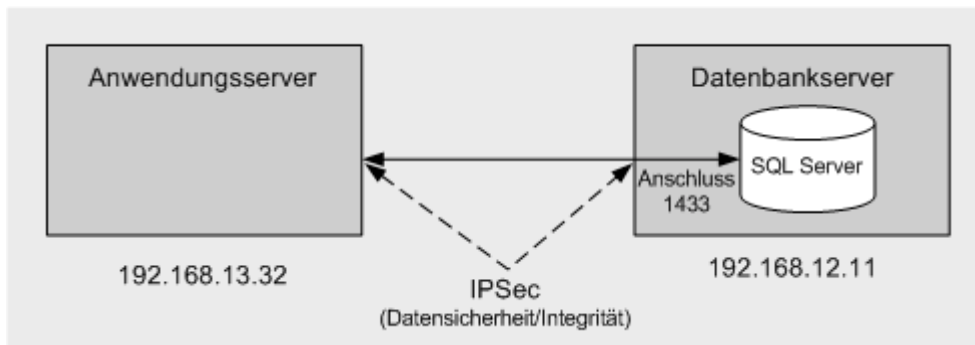 Anwendungsserver
Datenbankserver
SQL Server
Anschluss
1433
192.168.13.32
192.168.12.11
IPSec
(Datensicherheit/Integrität)